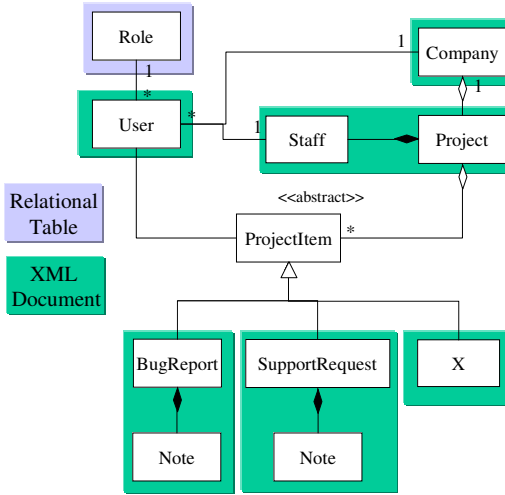 Role
1
Company
1
1
*
User
*
1
Staff
Project
<<abstract>>
Relational
Table
ProjectItem
*
XML
Document
BugReport
SupportRequest
X
Note
Note